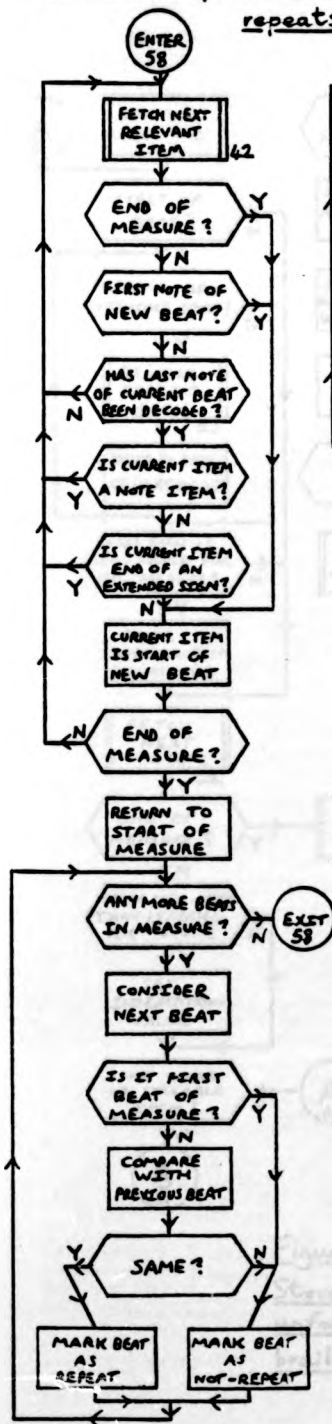 repeats
ENTER
58
FETCH NEXT
RELEVANT
ITEM
42
END OF
MEASURE?
Y
N
FIRST NOTE OF
NEW BEAT?
Y
N
HAS LAST NOTE
OF CURRENT BEAT
BEEN DECODED?
N
Y
IS CURRENT ITEM
A NOTE ITEM?
Y
N
IS CURRENT ITEM
END OF AN
EXTENDED SIGN?
Y
N
CURRENT ITEM
IS START OF
NEW BEAT
N
END OF
MEASURE?
Y
RETURN TO
START OF
MEASURE
ANY MORE BEATS
IN MEASURE?
N
EXIT
58
Y
CONSIDER
NEXT BEAT
IS IT FIRST
BEAT OF
MEASURE?
Y
N
COMPARE
WITH
PREVIOUS BEAT
Y
SAME?
N
MARK BEAT
AS
REPEAT
MARK BEAT
AS
NOT-REPEAT